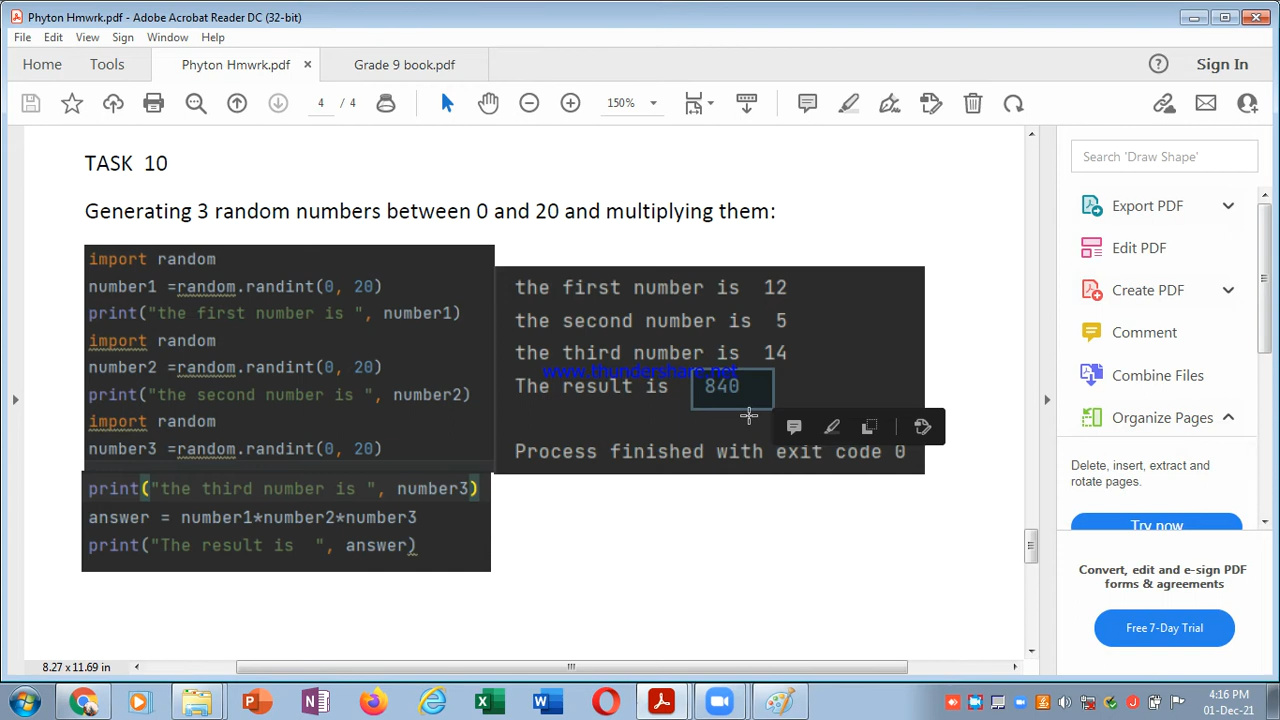 Phyton Hmwrk.pdf - Adobe Acrobat Reader DC (32-bit)
File Edit View Sign Window Help
Home Tools Phyton Hmwrk.pdf × Grade 9 book.pdf Sign In
4 / 4 150%
TASK 10
Generating 3 random numbers between 0 and 20 and multiplying them:
import random
number1 =random.randint(0, 20)
print("the first number is ", number1)
import random
number2 =random.randint(0, 20)
print("the second number is ", number2)
import random
number3 =random.randint(0, 20)
print("the third number is ", number3)
answer = number1*number2*number3
print("The result is  ", answer)
the first number is  12
the second number is  5
the third number is  14
www.thundershare.net
The result is   840
Process finished with exit code 0
Search 'Draw Shape'
Export PDF
Edit PDF
Create PDF
Comment
Combine Files
Organize Pages
Delete, insert, extract and
rotate pages.
Try now
Convert, edit and e-sign PDF
forms & agreements
Free 7-Day Trial
8.27 x 11.69 in
4:16 PM
01-Dec-21